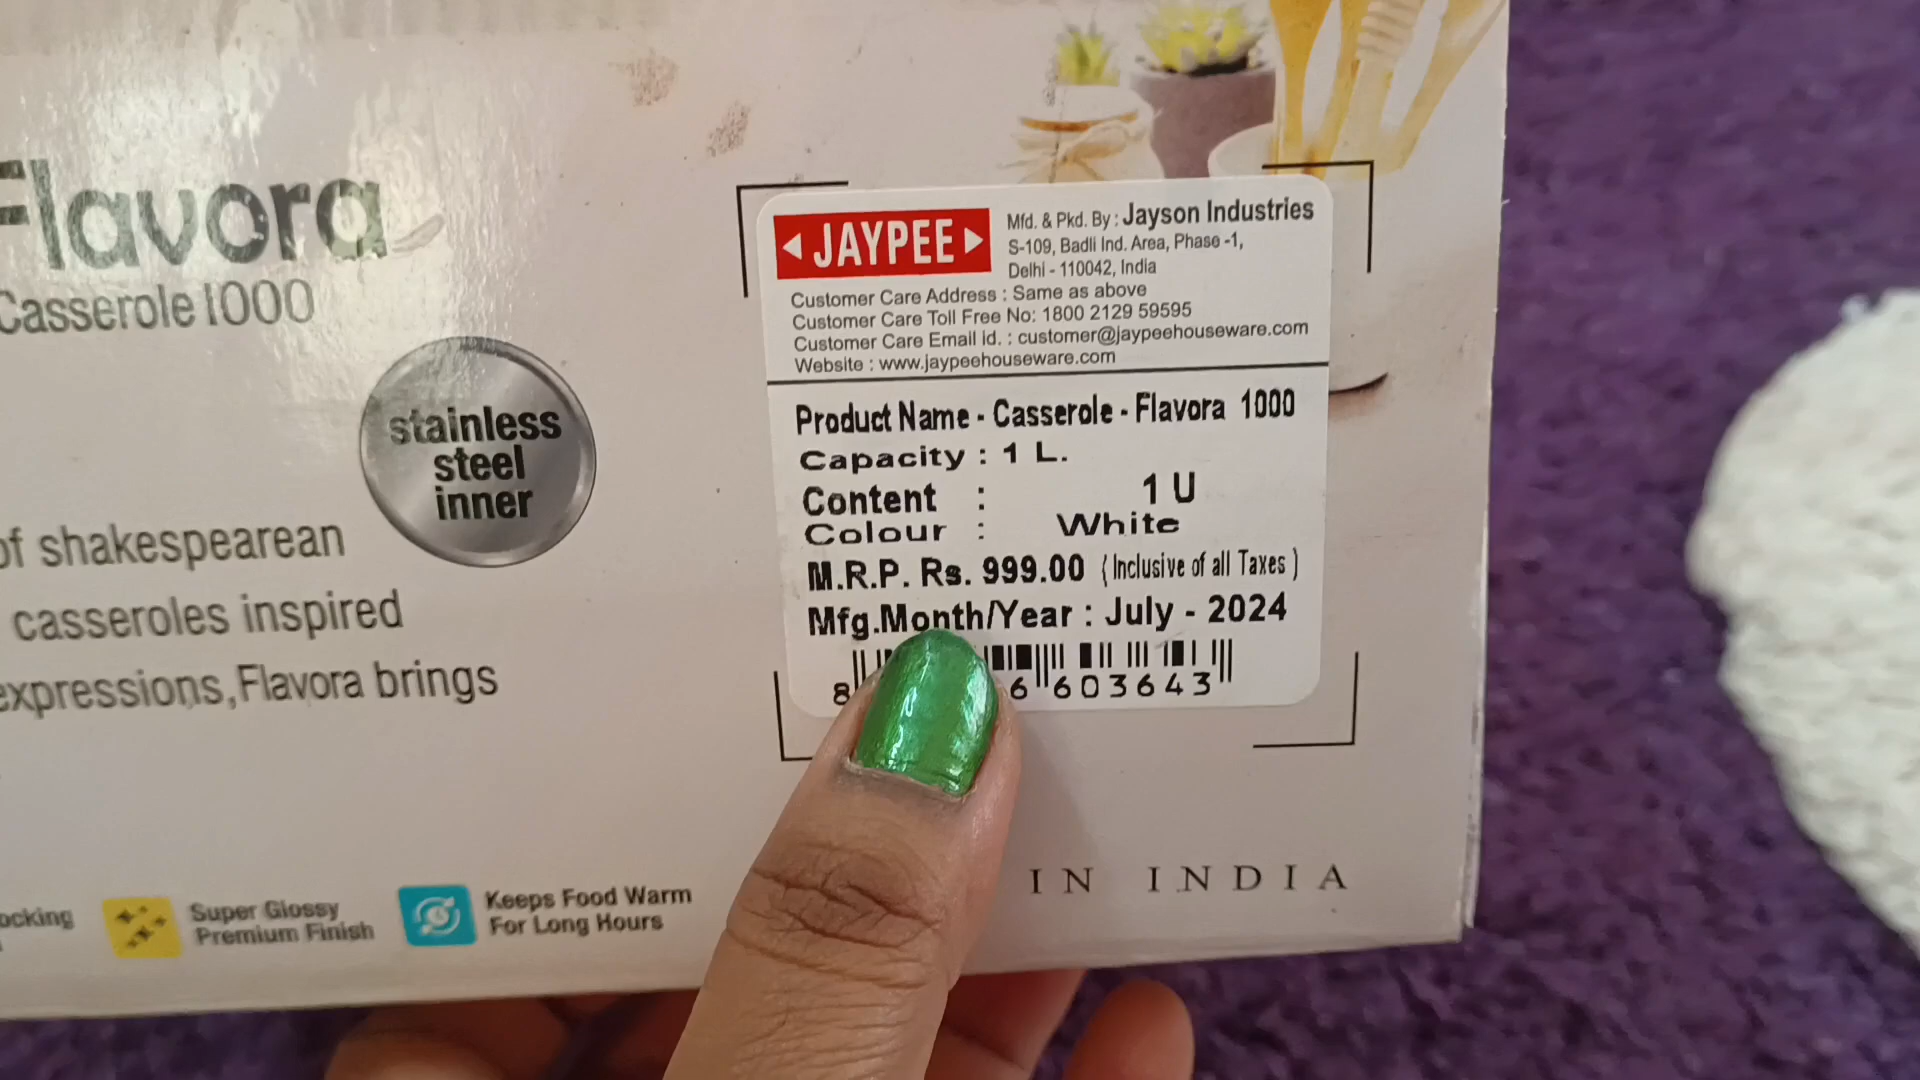 Flavora
Casserole 1000
stainless
steel
inner
of shakespearean
casseroles inspired
expressions, Flavora brings
JAYPEE
Mfd. & Pkd. By : Jayson Industries
S-109, Badli Ind. Area, Phase -1,
Delhi - 110042, India
Customer Care Address : Same as above
Customer Care Toll Free No: 1800 2129 59595
Customer Care Email id. : customer@jaypeehouseware.com
Website : www.jaypeehouseware.com
Product Name - Casserole - Flavora 1000
Capacity : 1 L.
Content : 1 U
Colour : White
M.R.P. Rs. 999.00 (Inclusive of all Taxes)
Mfg.Month/Year : July - 2024
8 6 603643
IN INDIA
Super Glossy
Premium Finish
Keeps Food Warm
For Long Hours